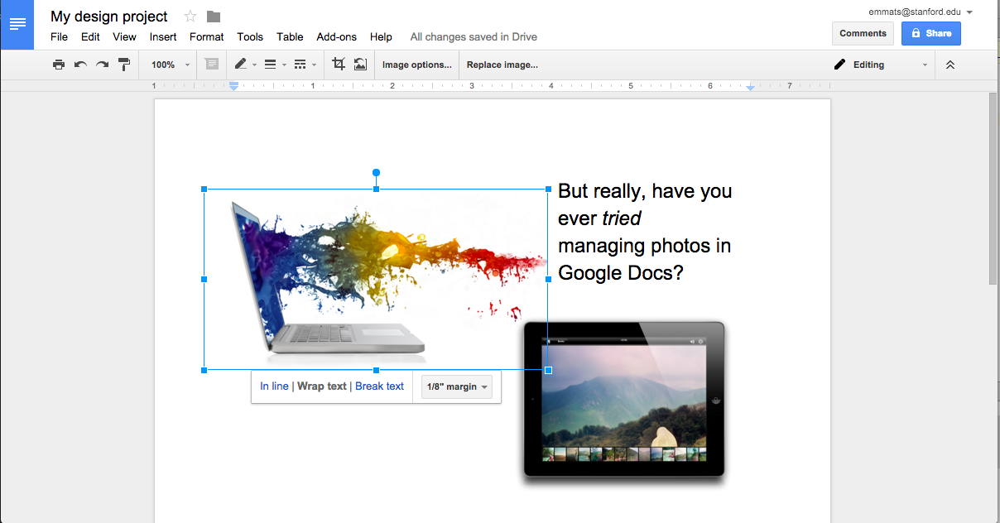 My design project
emmats@stanford.edu
File Edit View Insert Format Tools Table Add-ons Help All changes saved in Drive
Comments Share
100% Image options... Replace image... Editing
1 1 2 3 4 5 6 7
But really, have you
ever tried
managing photos in
Google Docs?
In line | Wrap text | Break text 1/8" margin